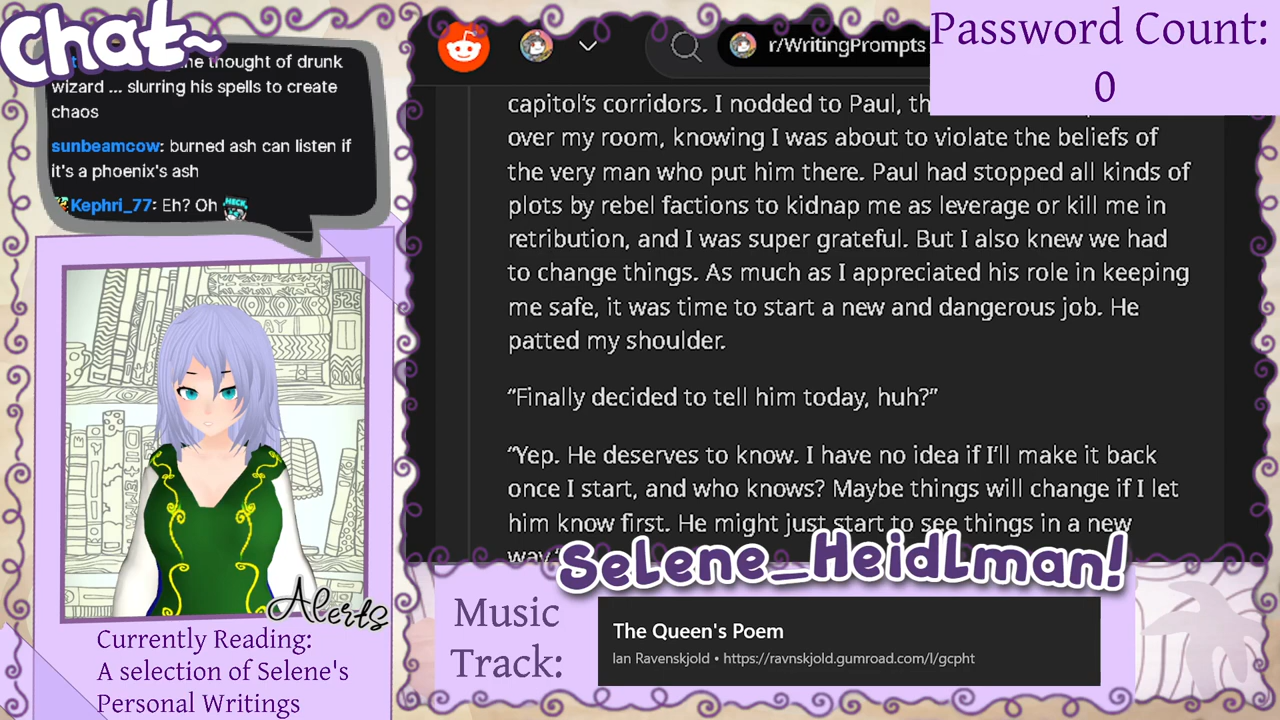 Chat~
he thought of drunk
wizard ... slurring his spells to create
chaos
sunbeamcow: burned ash can listen if
it's a phoenix's ash
Kephri_77: Eh? Oh HECK
Alerts
Currently Reading:
A selection of Selene's
Personal Writings
r/WritingPrompts
Password Count:
0
capitol's corridors. I nodded to Paul, th
over my room, knowing I was about to violate the beliefs of
the very man who put him there. Paul had stopped all kinds of
plots by rebel factions to kidnap me as leverage or kill me in
retribution, and I was super grateful. But I also knew we had
to change things. As much as I appreciated his role in keeping
me safe, it was time to start a new and dangerous job. He
patted my shoulder.
“Finally decided to tell him today, huh?”
“Yep. He deserves to know. I have no idea if I'll make it back
once I start, and who knows? Maybe things will change if I let
him know first. He might just start to see things in a new
way.”
Selene_Heidlman!
Music
Track:
The Queen's Poem
Ian Ravenskjold • https://ravnskjold.gumroad.com/l/gcpht